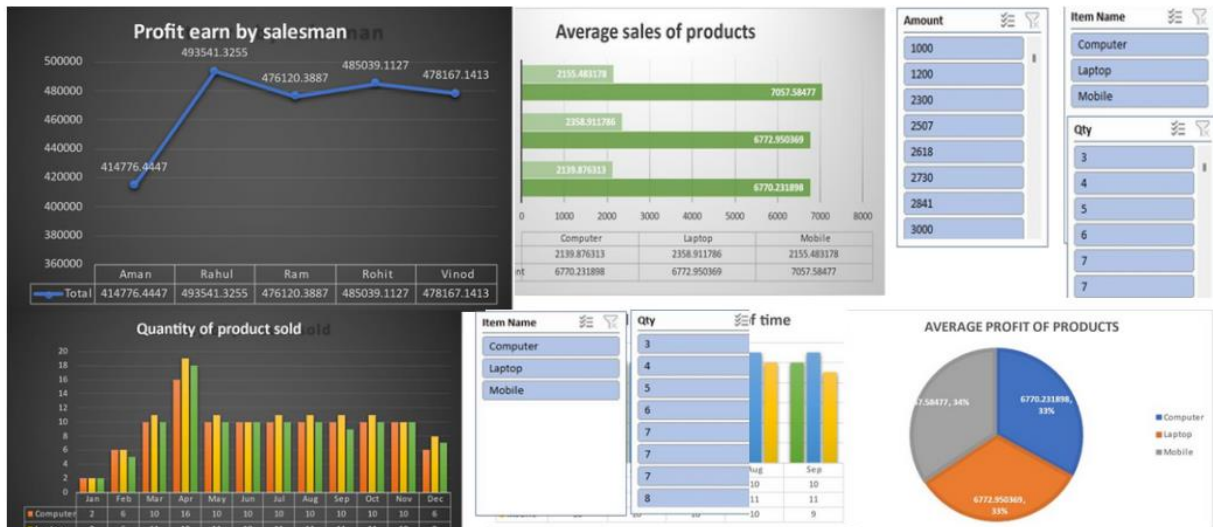 Profit earn by salesman
500000
480000
460000
440000
420000
400000
380000
360000
414776.4447
493541.3255
476120.3887
485039.1127
478167.1413
Aman Rahul Ram Rohit Vinod
Total 414776.4447 493541.3255 476120.3887 485039.1127 478167.1413
Average sales of products
2155.483178
7057.58477
2358.911786
6772.950369
2139.876313
6770.231898
0 1000 2000 3000 4000 5000 6000 7000 8000
Computer Laptop Mobile
2139.876313 2358.911786 2155.483178
6770.231898 6772.950369 7057.58477
Amount
1000
1200
2300
2507
2618
2730
2841
3000
Item Name
Computer
Laptop
Mobile
Qty
3
4
5
6
7
7
Quantity of product sold
20
18
16
14
12
10
8
6
4
2
0
Jan Feb Mar Apr May Jun Jul Aug Sep Oct Nov Dec
Computer 2 6 10 16 10 10 10 10 10 10 10 6
Item Name
Computer
Laptop
Mobile
Qty
3
4
5
6
7
7
7
8
of time
Aug Sep
10 10
11 11
10 9
AVERAGE PROFIT OF PRODUCTS
6770.231898, 33%
6772.950369, 33%
7.58477, 34%
Computer
Laptop
Mobile